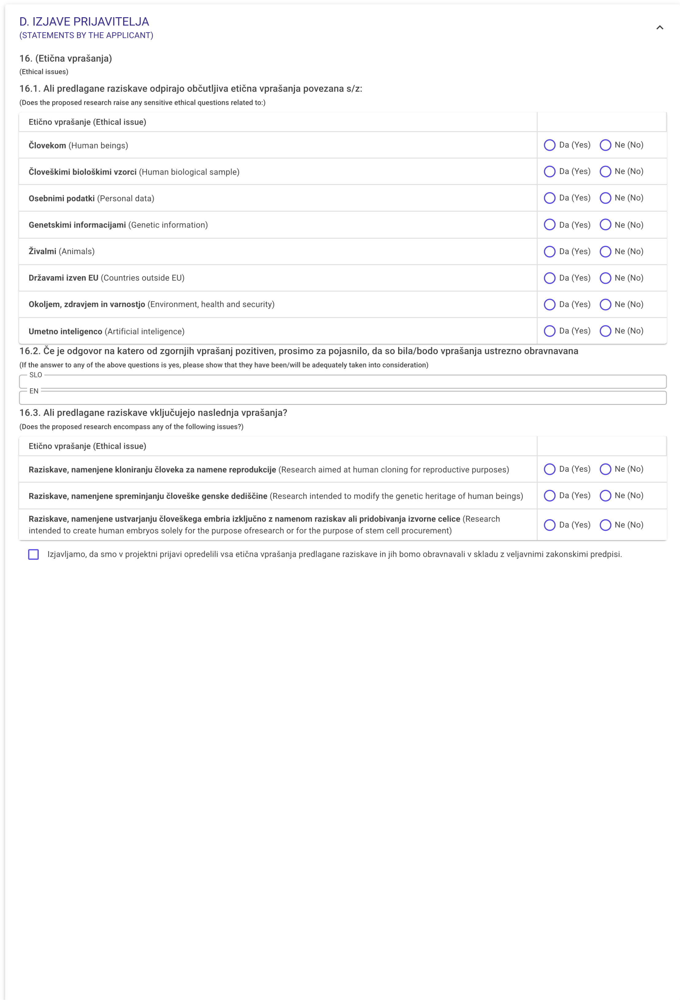 D. IZJAVE PRIJAVITELJA
(STATEMENTS BY THE APPLICANT)
16. (Etična vprašanja)
(Ethical issues)
16.1. Ali predlagane raziskave odpirajo občutljiva etična vprašanja povezana s/z:
(Does the proposed research raise any sensitive ethical questions related to:)
Etično vprašanje (Ethical issue)
Človekom (Human beings) Da (Yes) Ne (No)
Človeškimi biološkimi vzorci (Human biological sample) Da (Yes) Ne (No)
Osebnimi podatki (Personal data) Da (Yes) Ne (No)
Genetskimi informacijami (Genetic information) Da (Yes) Ne (No)
Živalmi (Animals) Da (Yes) Ne (No)
Državami izven EU (Countries outside EU) Da (Yes) Ne (No)
Okoljem, zdravjem in varnostjo (Environment, health and security) Da (Yes) Ne (No)
Umetno inteligenco (Artificial inteligence) Da (Yes) Ne (No)
16.2. Če je odgovor na katero od zgornjih vprašanj pozitiven, prosimo za pojasnilo, da so bila/bodo vprašanja ustrezno obravnavana
(If the answer to any of the above questions is yes, please show that they have been/will be adequately taken into consideration)
SLO
EN
16.3. Ali predlagane raziskave vključujejo naslednja vprašanja?
(Does the proposed research encompass any of the following issues?)
Etično vprašanje (Ethical issue)
Raziskave, namenjene kloniranju človeka za namene reprodukcije (Research aimed at human cloning for reproductive purposes) Da (Yes) Ne (No)
Raziskave, namenjene spreminjanju človeške genske dediščine (Research intended to modify the genetic heritage of human beings) Da (Yes) Ne (No)
Raziskave, namenjene ustvarjanju človeškega embria izključno z namenom raziskav ali pridobivanja izvorne celice (Research
intended to create human embryos solely for the purpose ofresearch or for the purpose of stem cell procurement) Da (Yes) Ne (No)
Izjavljamo, da smo v projektni prijavi opredelili vsa etična vprašanja predlagane raziskave in jih bomo obravnavali v skladu z veljavnimi zakonskimi predpisi.